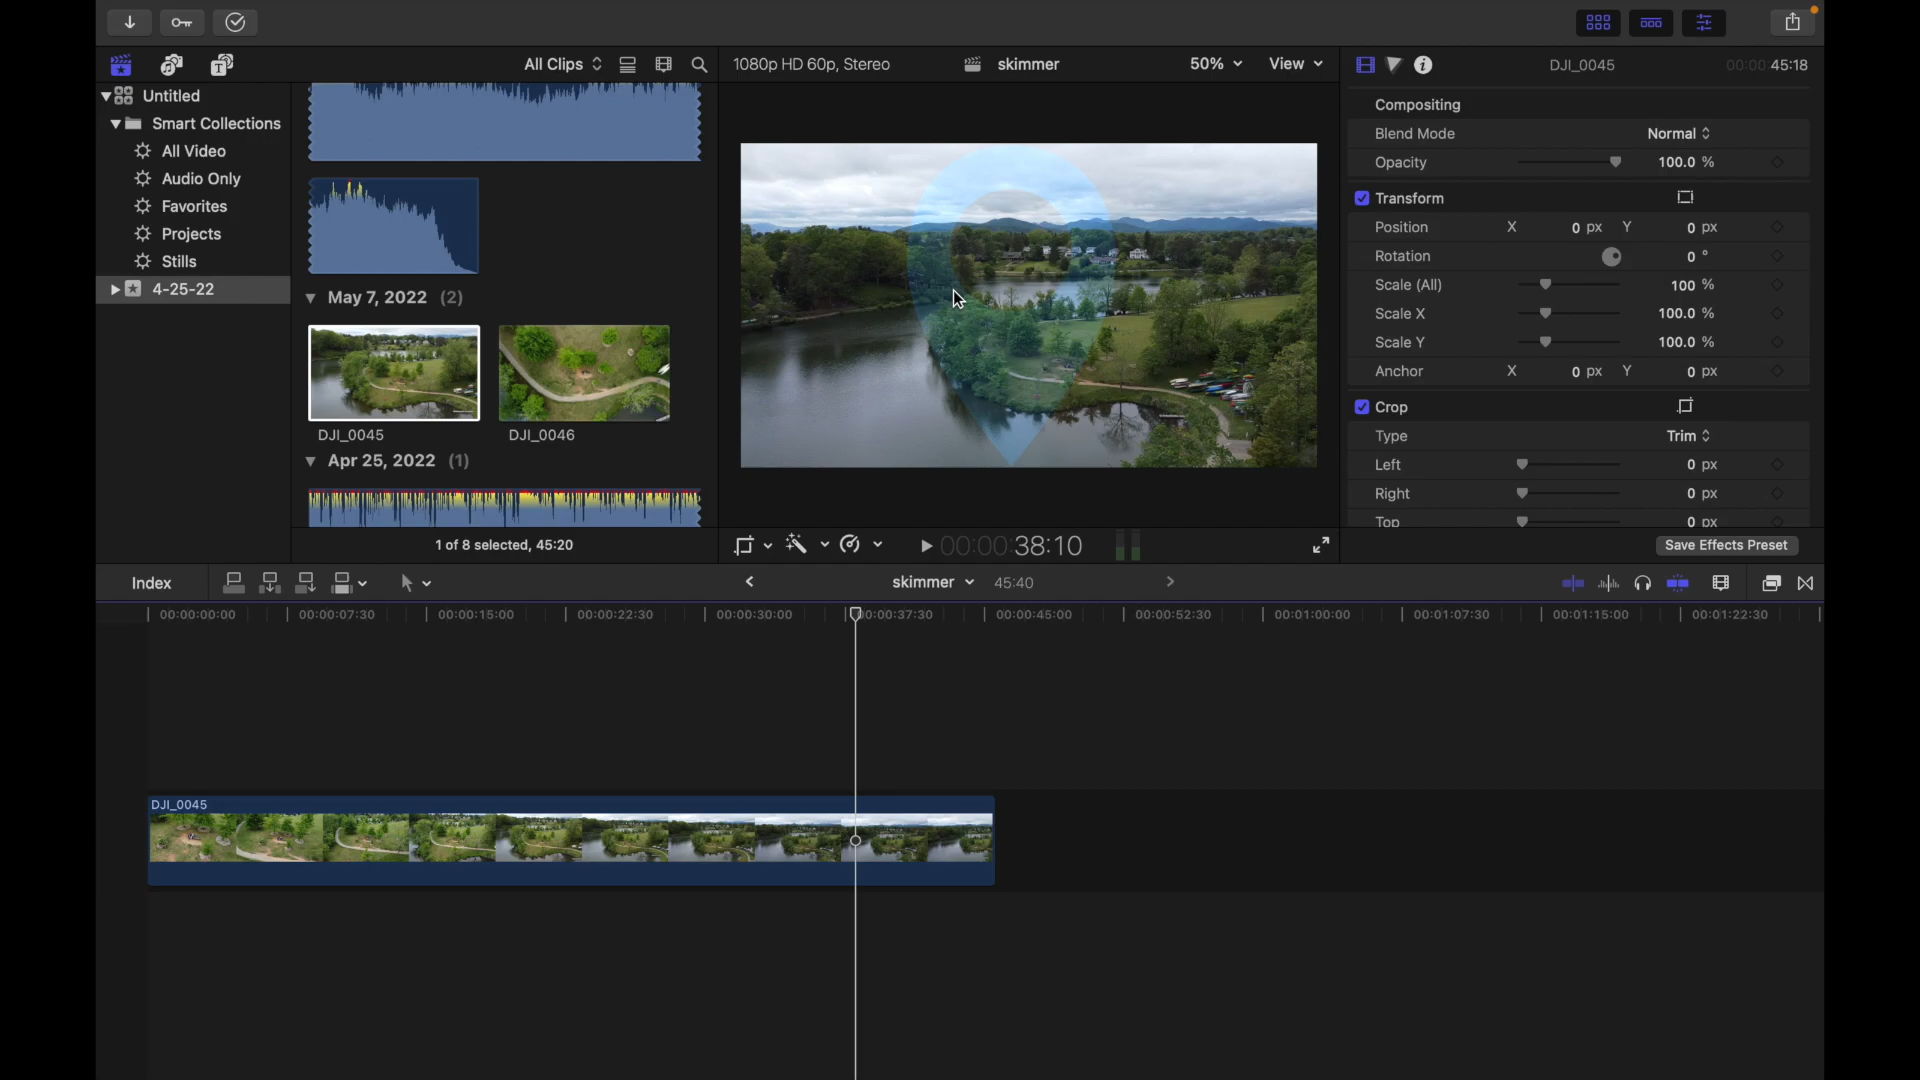 All Clips
1080p HD 60p, Stereo
skimmer
50%
View
DJI_0045
00:00:45:18
Untitled
Smart Collections
All Video
Audio Only
Favorites
Projects
Stills
4-25-22
May 7, 2022 (2)
DJI_0045
DJI_0046
Apr 25, 2022 (1)
1 of 8 selected, 45:20
00:00:38:10
Compositing
Blend Mode Normal
Opacity 100.0 %
Transform
Position X 0 px Y 0 px
Rotation 0 °
Scale (All) 100 %
Scale X 100.0 %
Scale Y 100.0 %
Anchor X 0 px Y 0 px
Crop
Type Trim
Left 0 px
Right 0 px
Top 0 px
Save Effects Preset
Index
skimmer 45:40
00:00:00:00 00:00:07:30 00:00:15:00 00:00:22:30 00:00:30:00 00:00:37:30 00:00:45:00 00:00:52:30 00:01:00:00 00:01:07:30 00:01:15:00 00:01:22:30
DJI_0045